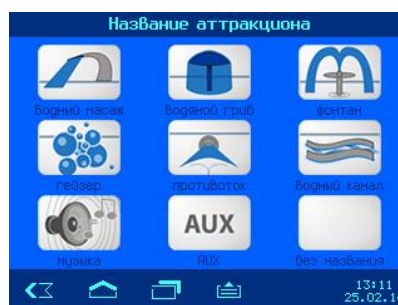 Название аттракциона
Водный масаж
Водяной гриб
фонтан
гейзер
противоток
Водный канал
музыка
AUX
AUX
Без названия
13:11
25.02.1